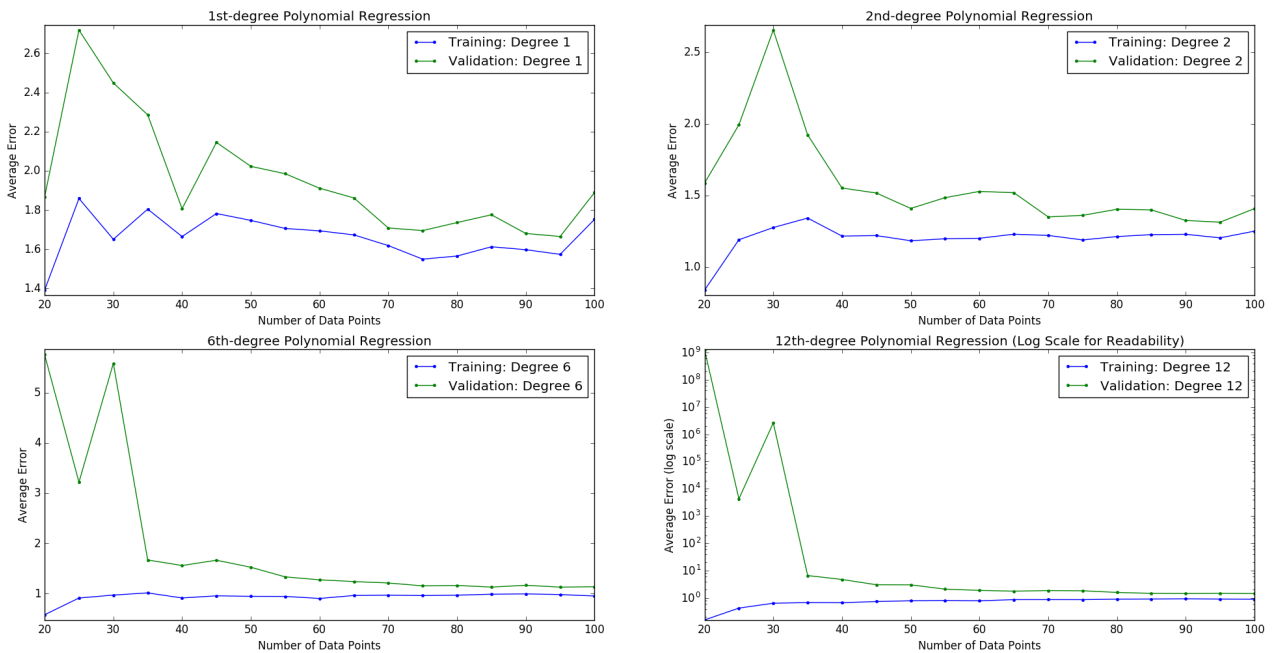 1st-degree Polynomial Regression
Training: Degree 1
Validation: Degree 1
2.6
2.4
2.2
2.0
1.8
1.6
1.4
Average Error
20 30 40 50 60 70 80 90 100
Number of Data Points
2nd-degree Polynomial Regression
Training: Degree 2
Validation: Degree 2
2.5
2.0
1.5
1.0
Average Error
20 30 40 50 60 70 80 90 100
Number of Data Points
6th-degree Polynomial Regression
Training: Degree 6
Validation: Degree 6
5
4
3
2
1
Average Error
20 30 40 50 60 70 80 90 100
Number of Data Points
12th-degree Polynomial Regression (Log Scale for Readability)
Training: Degree 12
Validation: Degree 12
10⁹
10⁸
10⁷
10⁶
10⁵
10⁴
10³
10²
10¹
10⁰
Average Error (log scale)
20 30 40 50 60 70 80 90 100
Number of Data Points